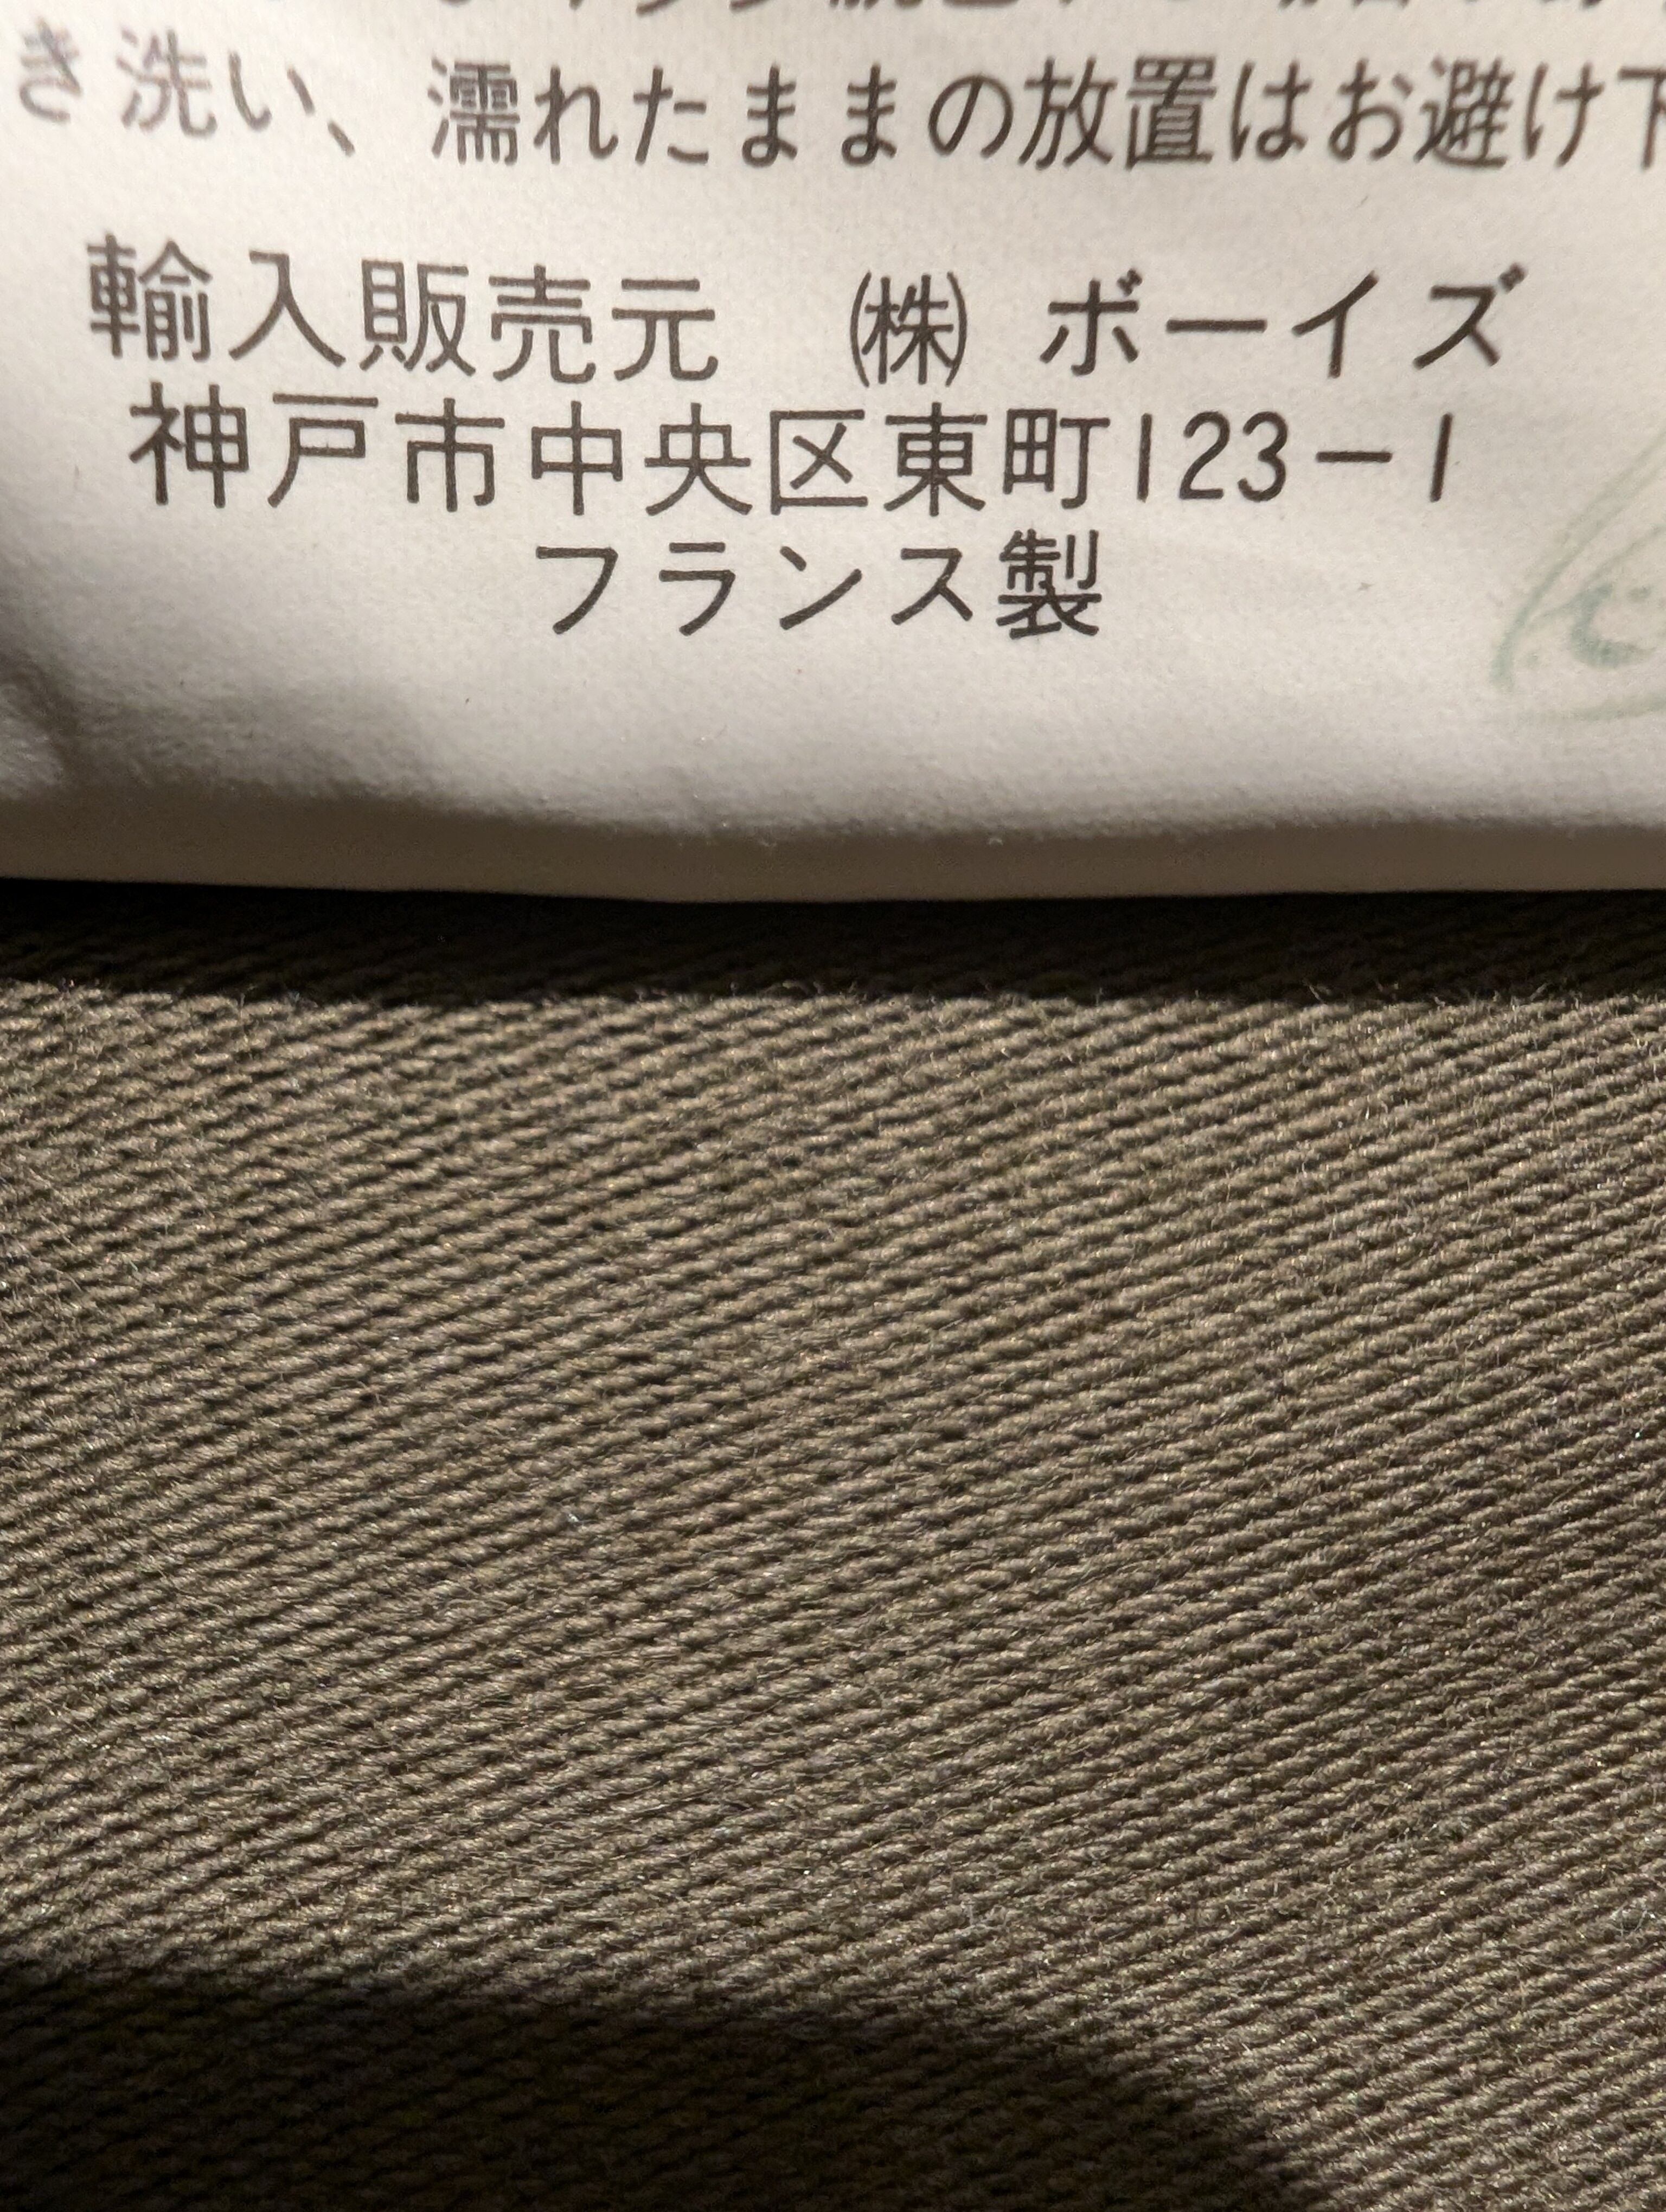 き洗い、濡れたままの放置はお避け下
輸入販売元 ㈱ ボーイズ
神戸市中央区東町123－1
フランス製